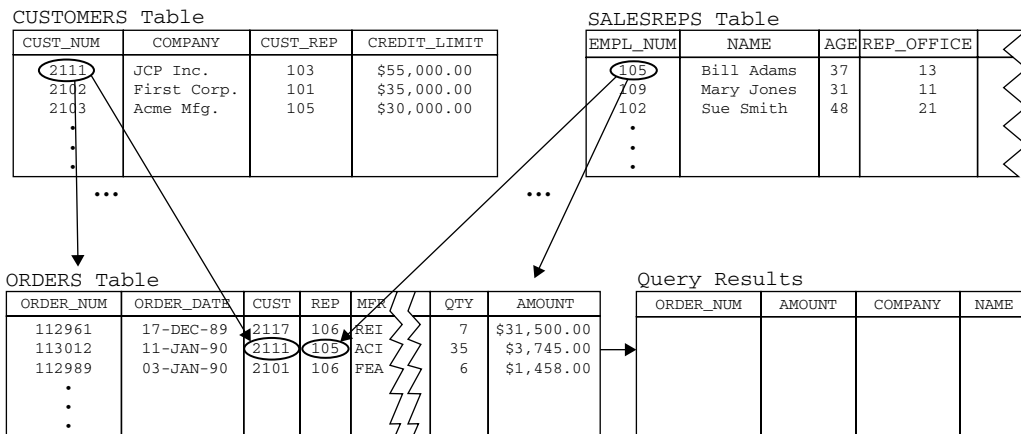 CUSTOMERS Table
CUST_NUM COMPANY CUST_REP CREDIT_LIMIT
2111 JCP Inc. 103 $55,000.00
2102 First Corp. 101 $35,000.00
2103 Acme Mfg. 105 $30,000.00
...
SALESREPS Table
EMPL_NUM NAME AGE REP_OFFICE
105 Bill Adams 37 13
109 Mary Jones 31 11
102 Sue Smith 48 21
...
ORDERS Table
ORDER_NUM ORDER_DATE CUST REP MFR QTY AMOUNT
112961 17-DEC-89 2117 106 REI 7 $31,500.00
113012 11-JAN-90 2111 105 ACI 35 $3,745.00
112989 03-JAN-90 2101 106 FEA 6 $1,458.00
Query Results
ORDER_NUM AMOUNT COMPANY NAME